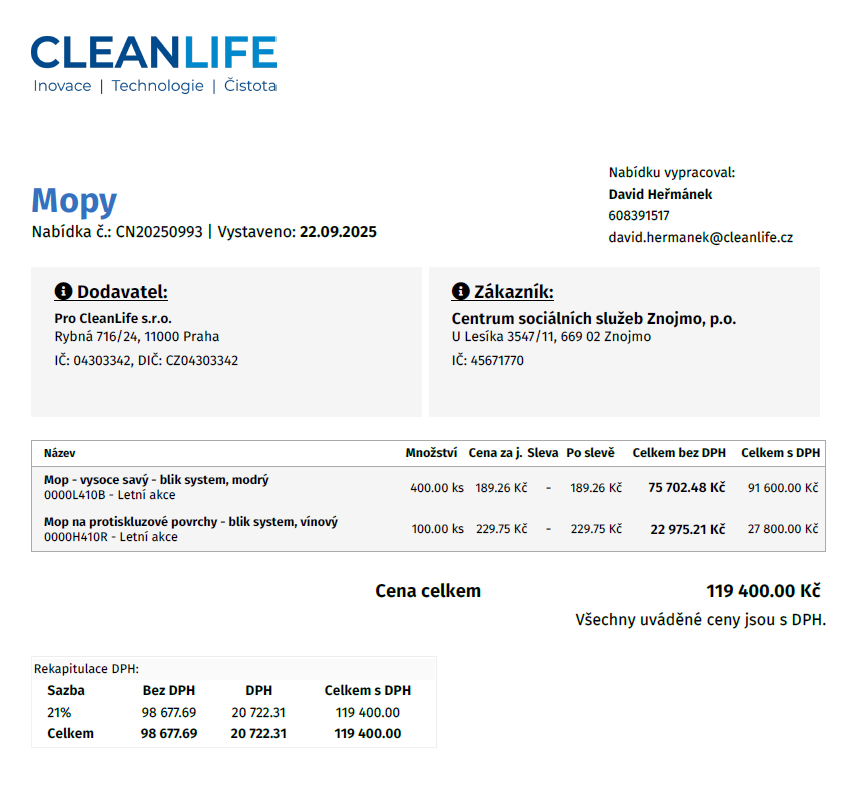 CLEANLIFE
Inovace | Technologie | Čistota
Nabídku vypracoval:
David Heřmánek
608391517
david.hermanek@cleanlife.cz
Mopy
Nabídka č.: CN20250993 | Vystaveno: 22.09.2025
Dodavatel:
Pro CleanLife s.r.o.
Rybná 716/24, 11000 Praha
IČ: 04303342, DIČ: CZ04303342
Zákazník:
Centrum sociálních služeb Znojmo, p.o.
U Lesíka 3547/11, 669 02 Znojmo
IČ: 45671770
Název Množství Cena za j. Sleva Po slevě Celkem bez DPH Celkem s DPH
Mop - vysoce savý - blik system, modrý
0000L410B - Letní akce
400.00 ks 189.26 Kč - 189.26 Kč 75 702.48 Kč 91 600.00 Kč
Mop na protiskluzové povrchy - blik system, vínový
0000H410R - Letní akce
100.00 ks 229.75 Kč - 229.75 Kč 22 975.21 Kč 27 800.00 Kč
Cena celkem 119 400.00 Kč
Všechny uváděné ceny jsou s DPH.
Rekapitulace DPH:
Sazba Bez DPH DPH Celkem s DPH
21% 98 677.69 20 722.31 119 400.00
Celkem 98 677.69 20 722.31 119 400.00